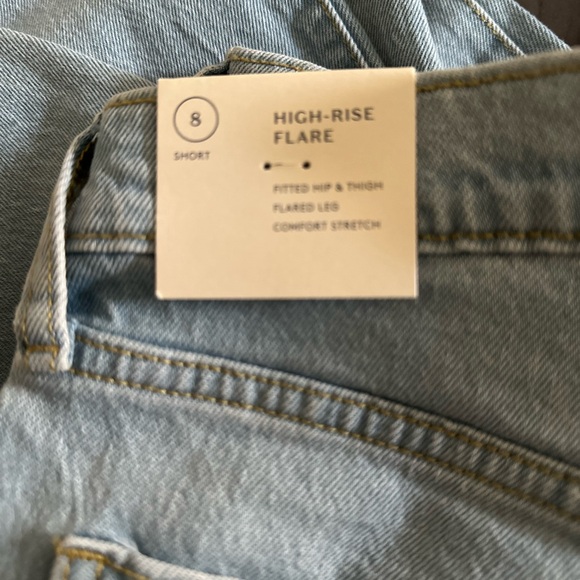 8
SHORT
HIGH-RISE
FLARE
FITTED HIP & THIGH
FLARED LEG
COMFORT STRETCH